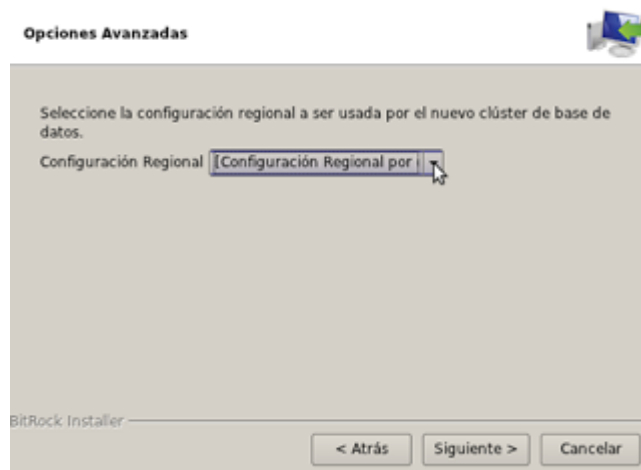 Opciones Avanzadas
Seleccione la configuración regional a ser usada por el nuevo clúster de base de
datos.
Configuración Regional [Configuración Regional por
BitRock Installer
< Atrás Siguiente > Cancelar